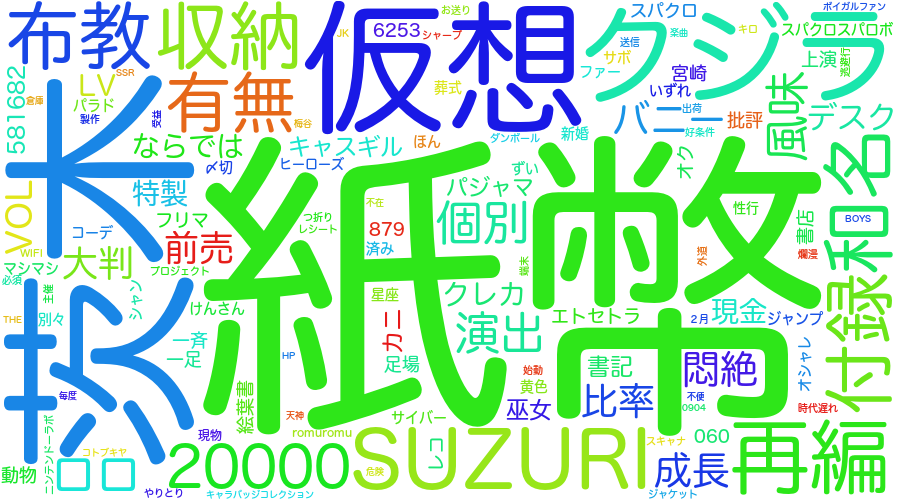 紙幣
仮想
クジラ
茨木
布教
収納
有無
SUZURI
再編
付録
和名
20000
ロロ
成長
悶絶
比率
現金
演出
個別
クレカ
パジャマ
キャスギル
ならでは
特製
前売
大判
フリマ
VOL
LV
パラド
581682
SSR
倉庫
製作
受益
梅谷
JK
6253
シャープ
お送り
葬式
ほん
ヒーローズ
〆切
ダンボール
新婚
ずい
ファー
サボ
送信
スパクロ
楽曲
キロ
ボイガルファン
スパクロスパロボ
上演
宮崎
いずれ
バニー
出荷
好条件
批評
風味
デスク
オク
性行
書店
BOYS
爛漫
外道
端末
2月
ジャンプ
エトセトラ
書記
オシャレ
不便
0904
時代遅れ
060
スキャナ
ジャケット
巫女
黄色
始動
足場
カニ
星座
済み
879
不在
つ折り
レシート
コーデ
WIFI
マシマシ
必須
主催
プロジェクト
シャン
けんさん
一斉
一足
THE
別々
HP
毎度
絵葉書
天神
現物
romuromu
サイバー
レコ
危険
キャラバッジコレクション
やりとり
コトブキヤ
ニンテンドーラボ
動物